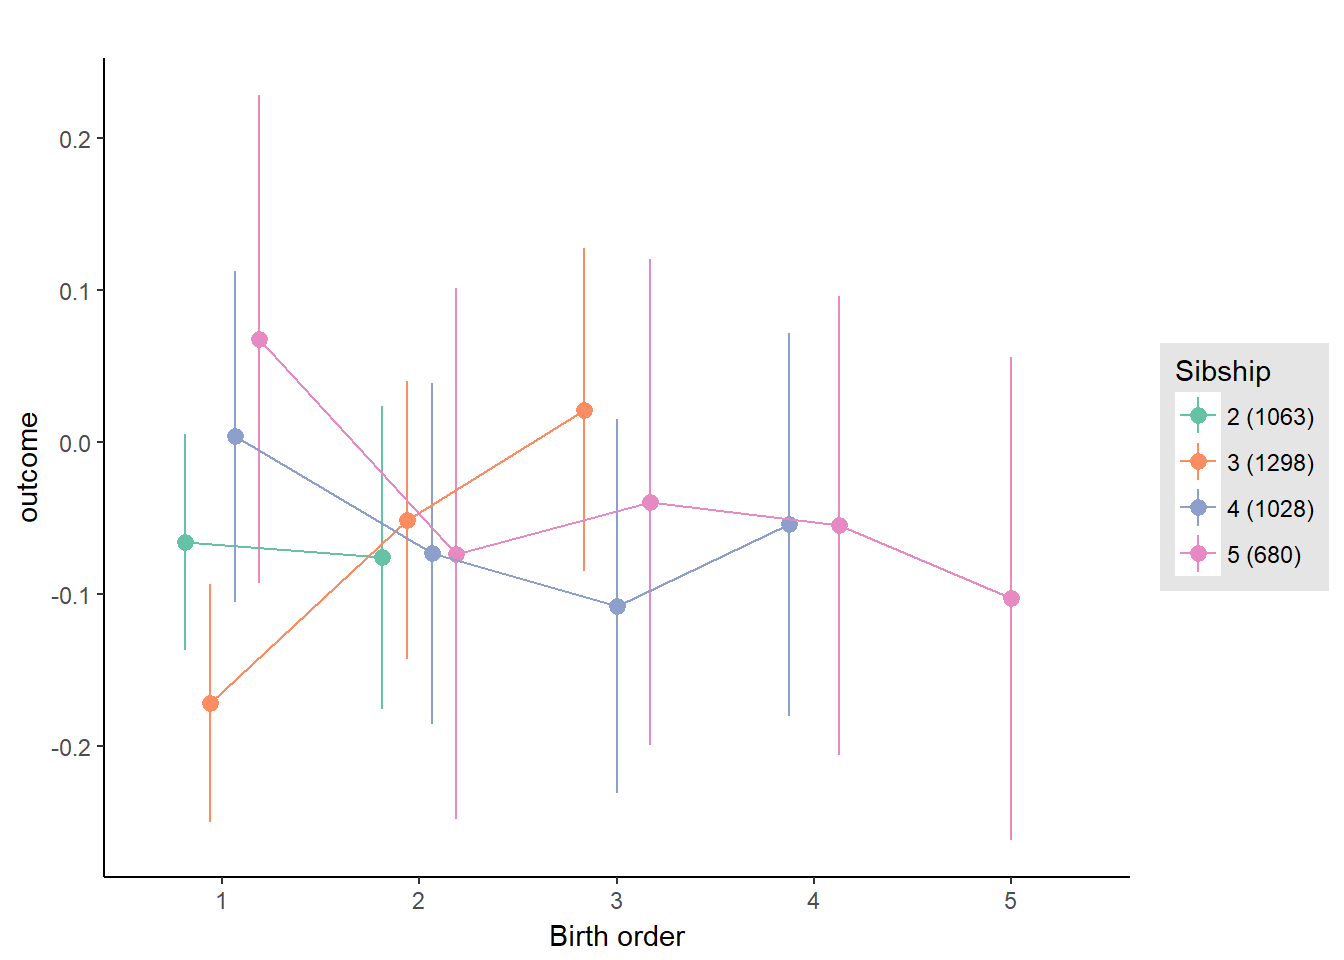 0.2
0.1
0.0
-0.1
-0.2
outcome
1 2 3 4 5
Birth order
Sibship
2 (1063)
3 (1298)
4 (1028)
5 (680)